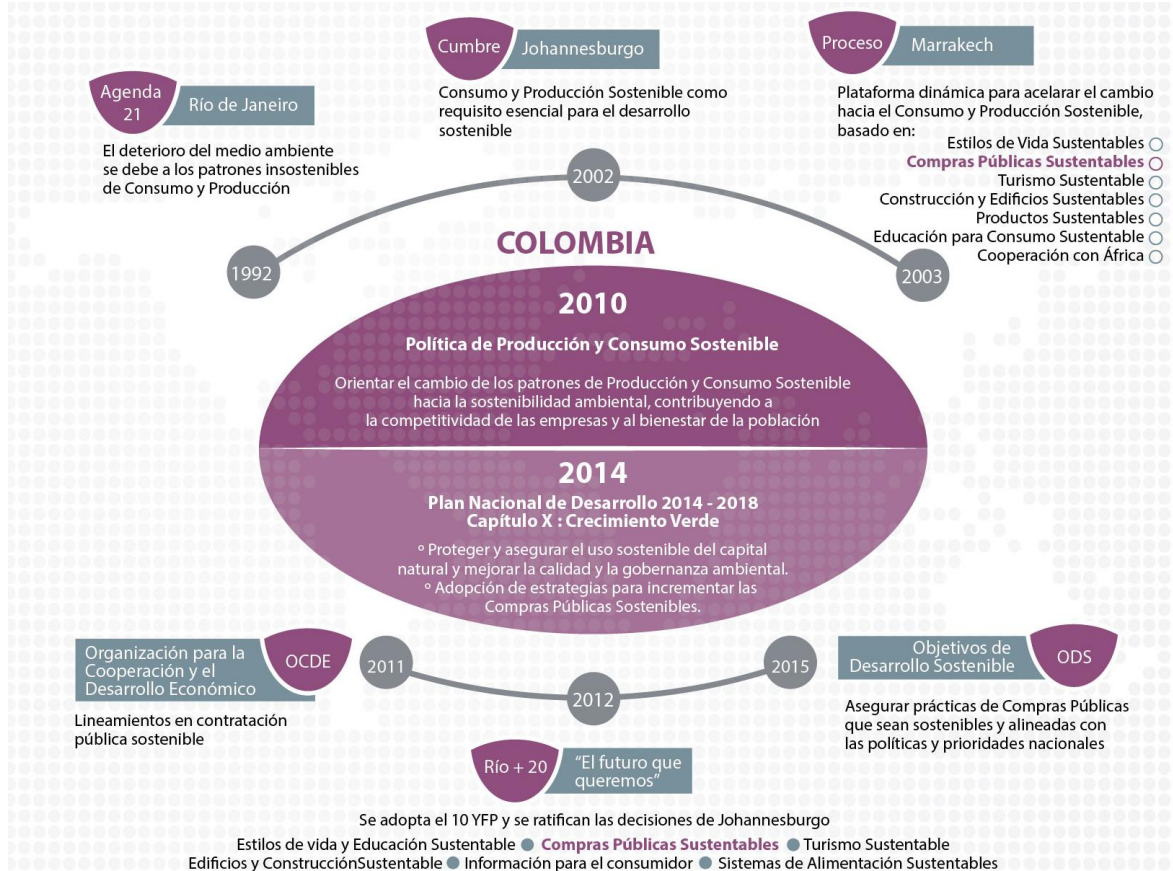 Agenda
21
Río de Janeiro
El deterioro del medio ambiente
se debe a los patrones insostenibles
de Consumo y Producción
1992
Cumbre
Johannesburgo
Consumo y Producción Sostenible como
requisito esencial para el desarrollo
sostenible
2002
Proceso
Marrakech
Plataforma dinámica para acelarar el cambio
hacia el Consumo y Producción Sostenible,
basado en:
Estilos de Vida Sustentables
Compras Públicas Sustentables
Turismo Sustentable
Construcción y Edificios Sustentables
Productos Sustentables
Educación para Consumo Sustentable
Cooperación con África
2003
COLOMBIA
2010
Política de Producción y Consumo Sostenible
Orientar el cambio de los patrones de Producción y Consumo Sostenible
hacia la sostenibilidad ambiental, contribuyendo a
la competitividad de las empresas y al bienestar de la población
2014
Plan Nacional de Desarrollo 2014 - 2018
Capítulo X : Crecimiento Verde
º Proteger y asegurar el uso sostenible del capital
natural y mejorar la calidad y la gobernanza ambiental.
º Adopción de estrategias para incrementar las
Compras Públicas Sostenibles.
Organización para la
Cooperación y el
Desarrollo Económico
OCDE
2011
Lineamientos en contratación
pública sostenible
2012
Río + 20
"El futuro que
queremos"
Se adopta el 10 YFP y se ratifican las decisiones de Johannesburgo
Estilos de vida y Educación Sustentable ● Compras Públicas Sustentables ● Turismo Sustentable
Edificios y ConstrucciónSustentable ● Información para el consumidor ● Sistemas de Alimentación Sustentables
2015
Objetivos de
Desarrollo Sostenible
ODS
Asegurar prácticas de Compras Públicas
que sean sostenibles y alineadas con
las políticas y prioridades nacionales